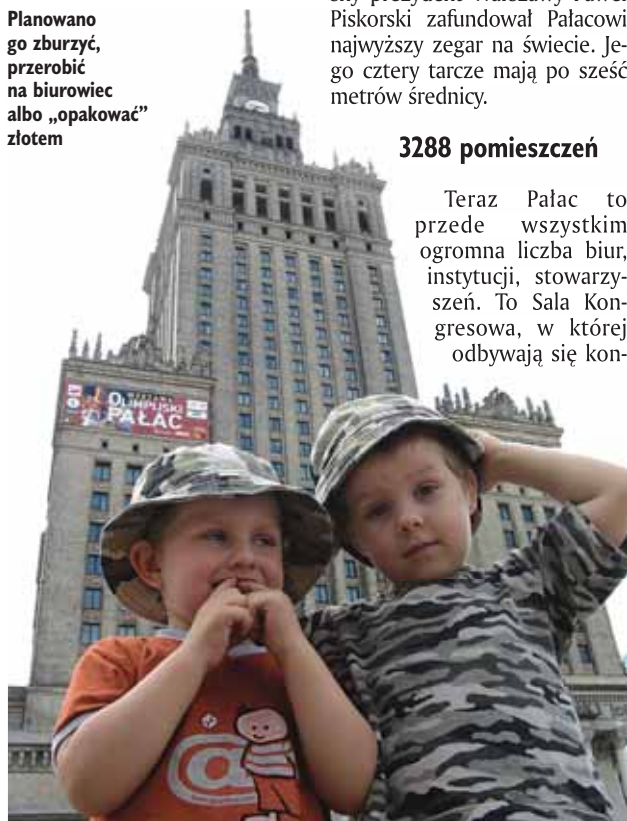 Planowano
go zburzyć,
przerobić
na biurowiec
albo „opakować”
złotem
Piskorski zafundował Pałacowi
najwyższy zegar na świecie. Je-
go cztery tarcze mają po sześć
metrów średnicy.
3288 pomieszczeń
Teraz Pałac to
przede wszystkim
ogromna liczba biur,
instytucji, stowarzy-
szeń. To Sala Kon-
gresowa, w której
odbywają się kon-
OLIMPIJSKI
PAŁAC
@